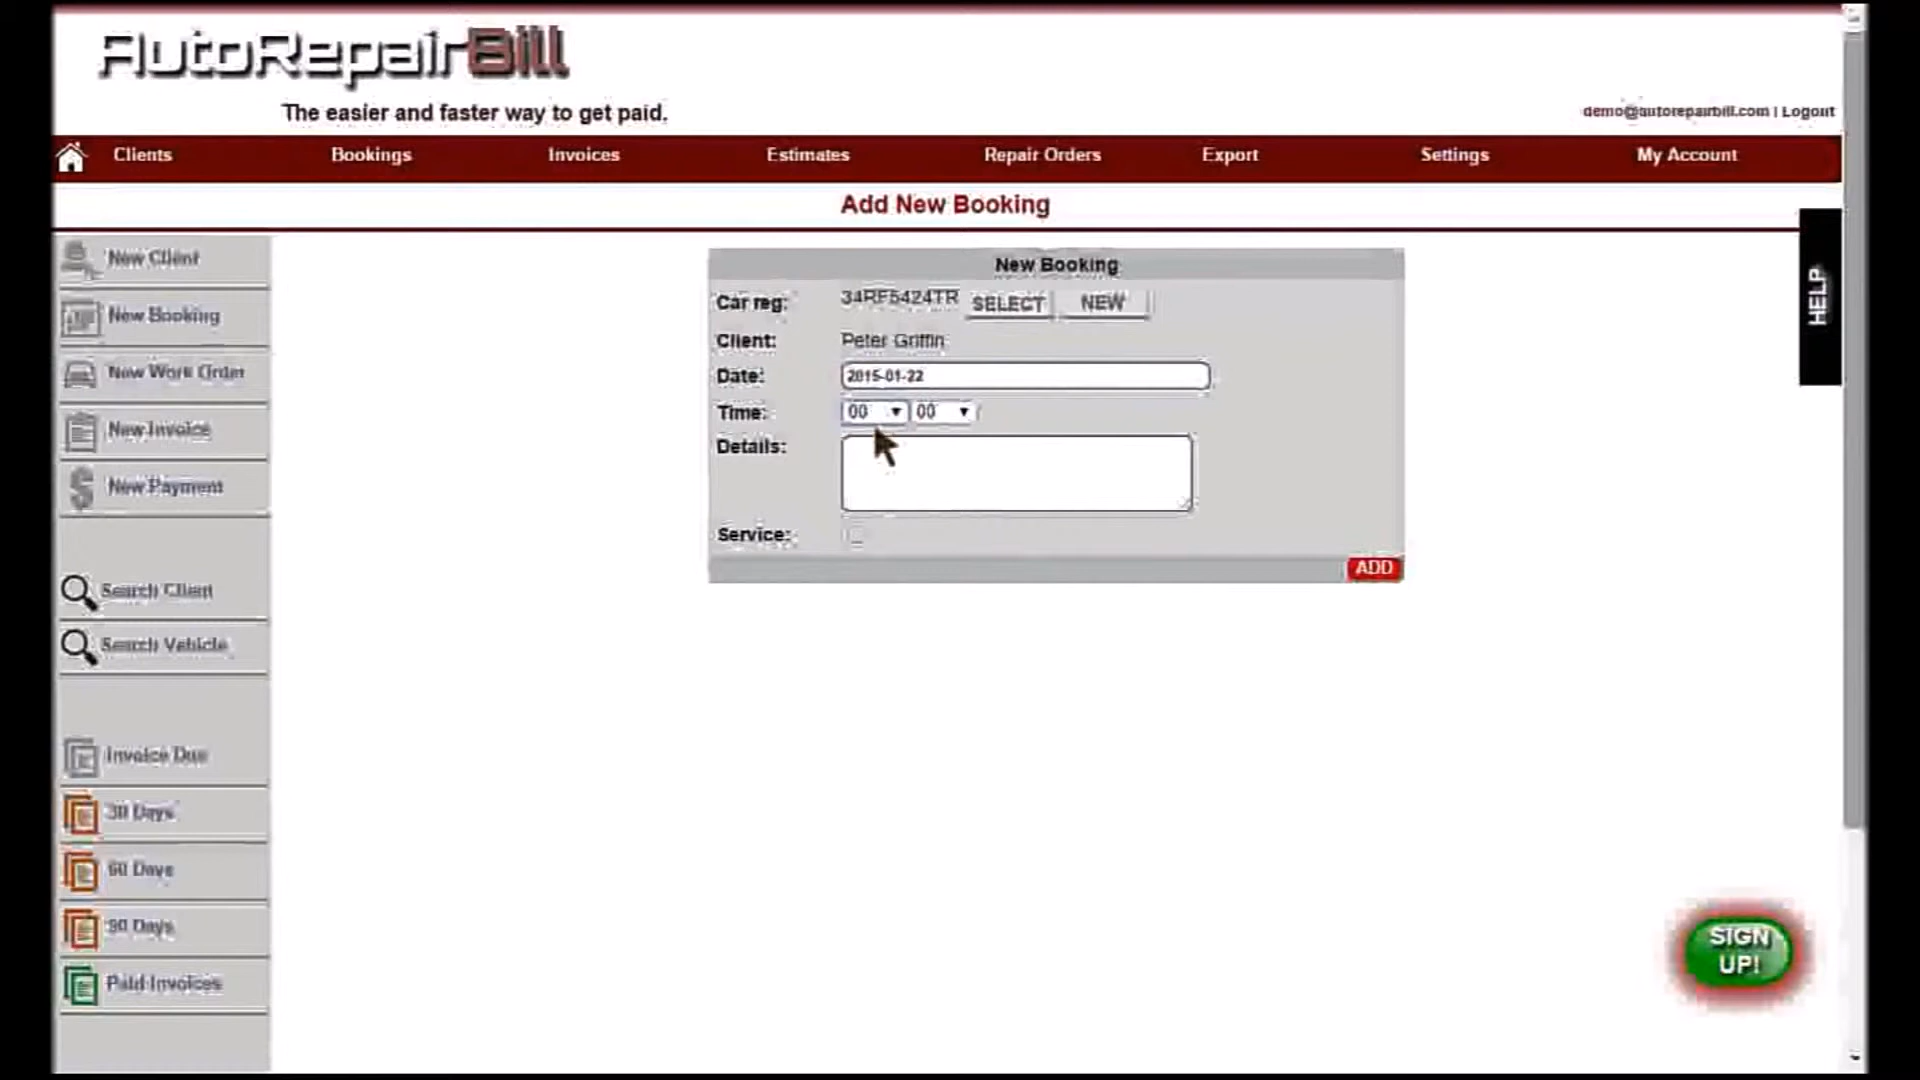 AutoRepairBill
The easier and faster way to get paid.
demo@autorepairbill.com | Logout
Clients Bookings Invoices Estimates Repair Orders Export Settings My Account
Add New Booking
HELP
New Client
New Booking
New Work Order
New Invoice
New Payment
Search Client
Search Vehicle
Invoice Due
30 Days
60 Days
90 Days
Paid Invoices
New Booking
Car reg: 34RF5424TR SELECT NEW
Client: Peter Griffin
Date: 2015-01-22
Time: 00 00
Details:
Service:
ADD
SIGN
UP!